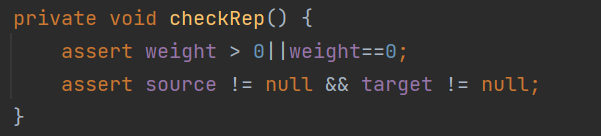 private void checkRep() {
    assert weight > 0||weight==0;
    assert source != null && target != null;
}